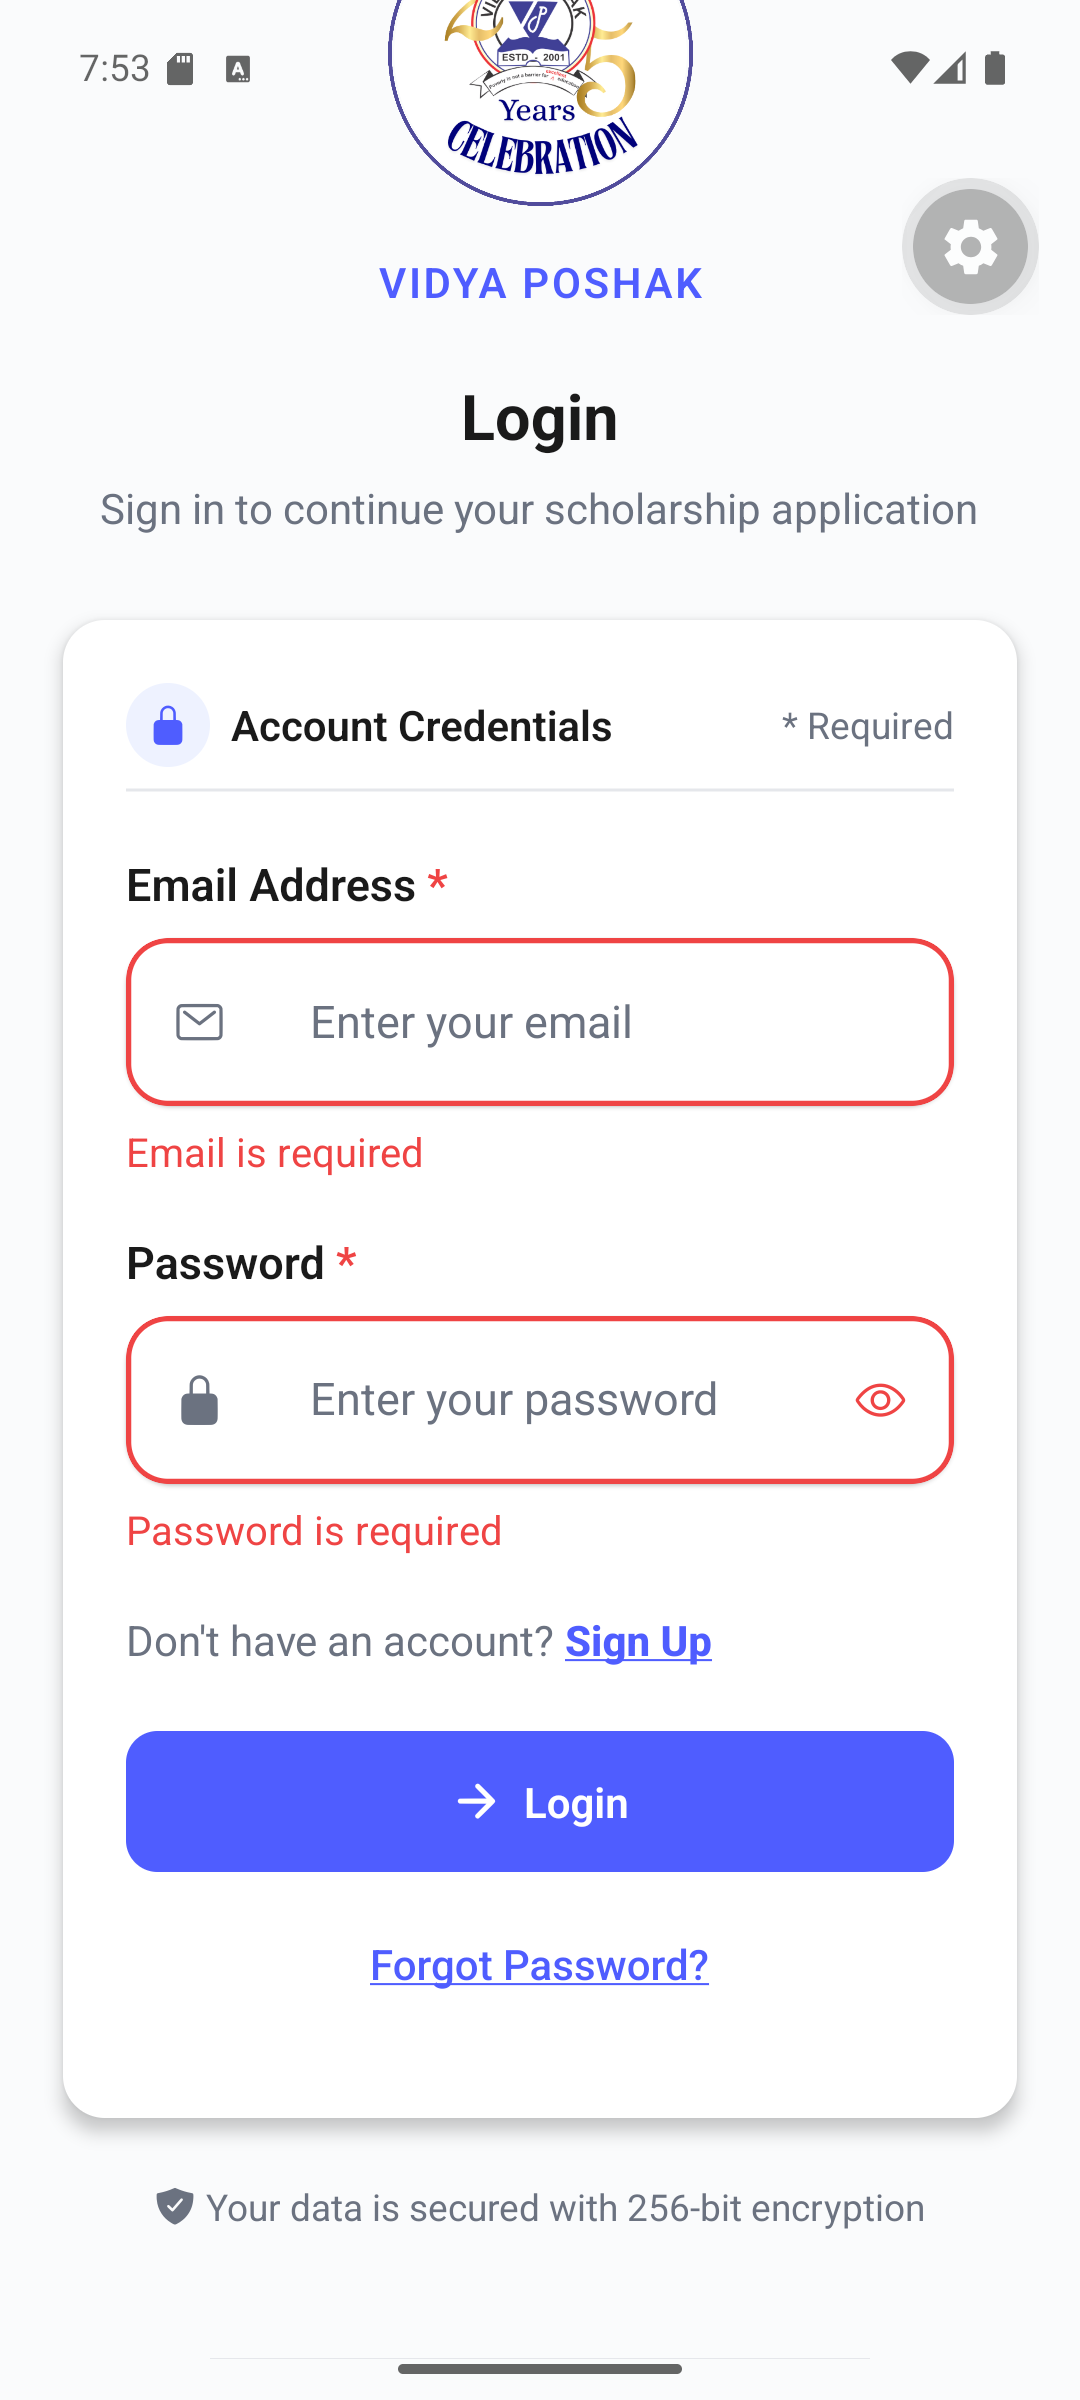 7:53
ESTD - 2001
Years
CELEBRATION
VIDYA POSHAK
Login
Sign in to continue your scholarship application
Account Credentials
* Required
Email Address *
Enter your email
Email is required
Password *
Enter your password
Password is required
Don't have an account? Sign Up
Login
Forgot Password?
Your data is secured with 256-bit encryption